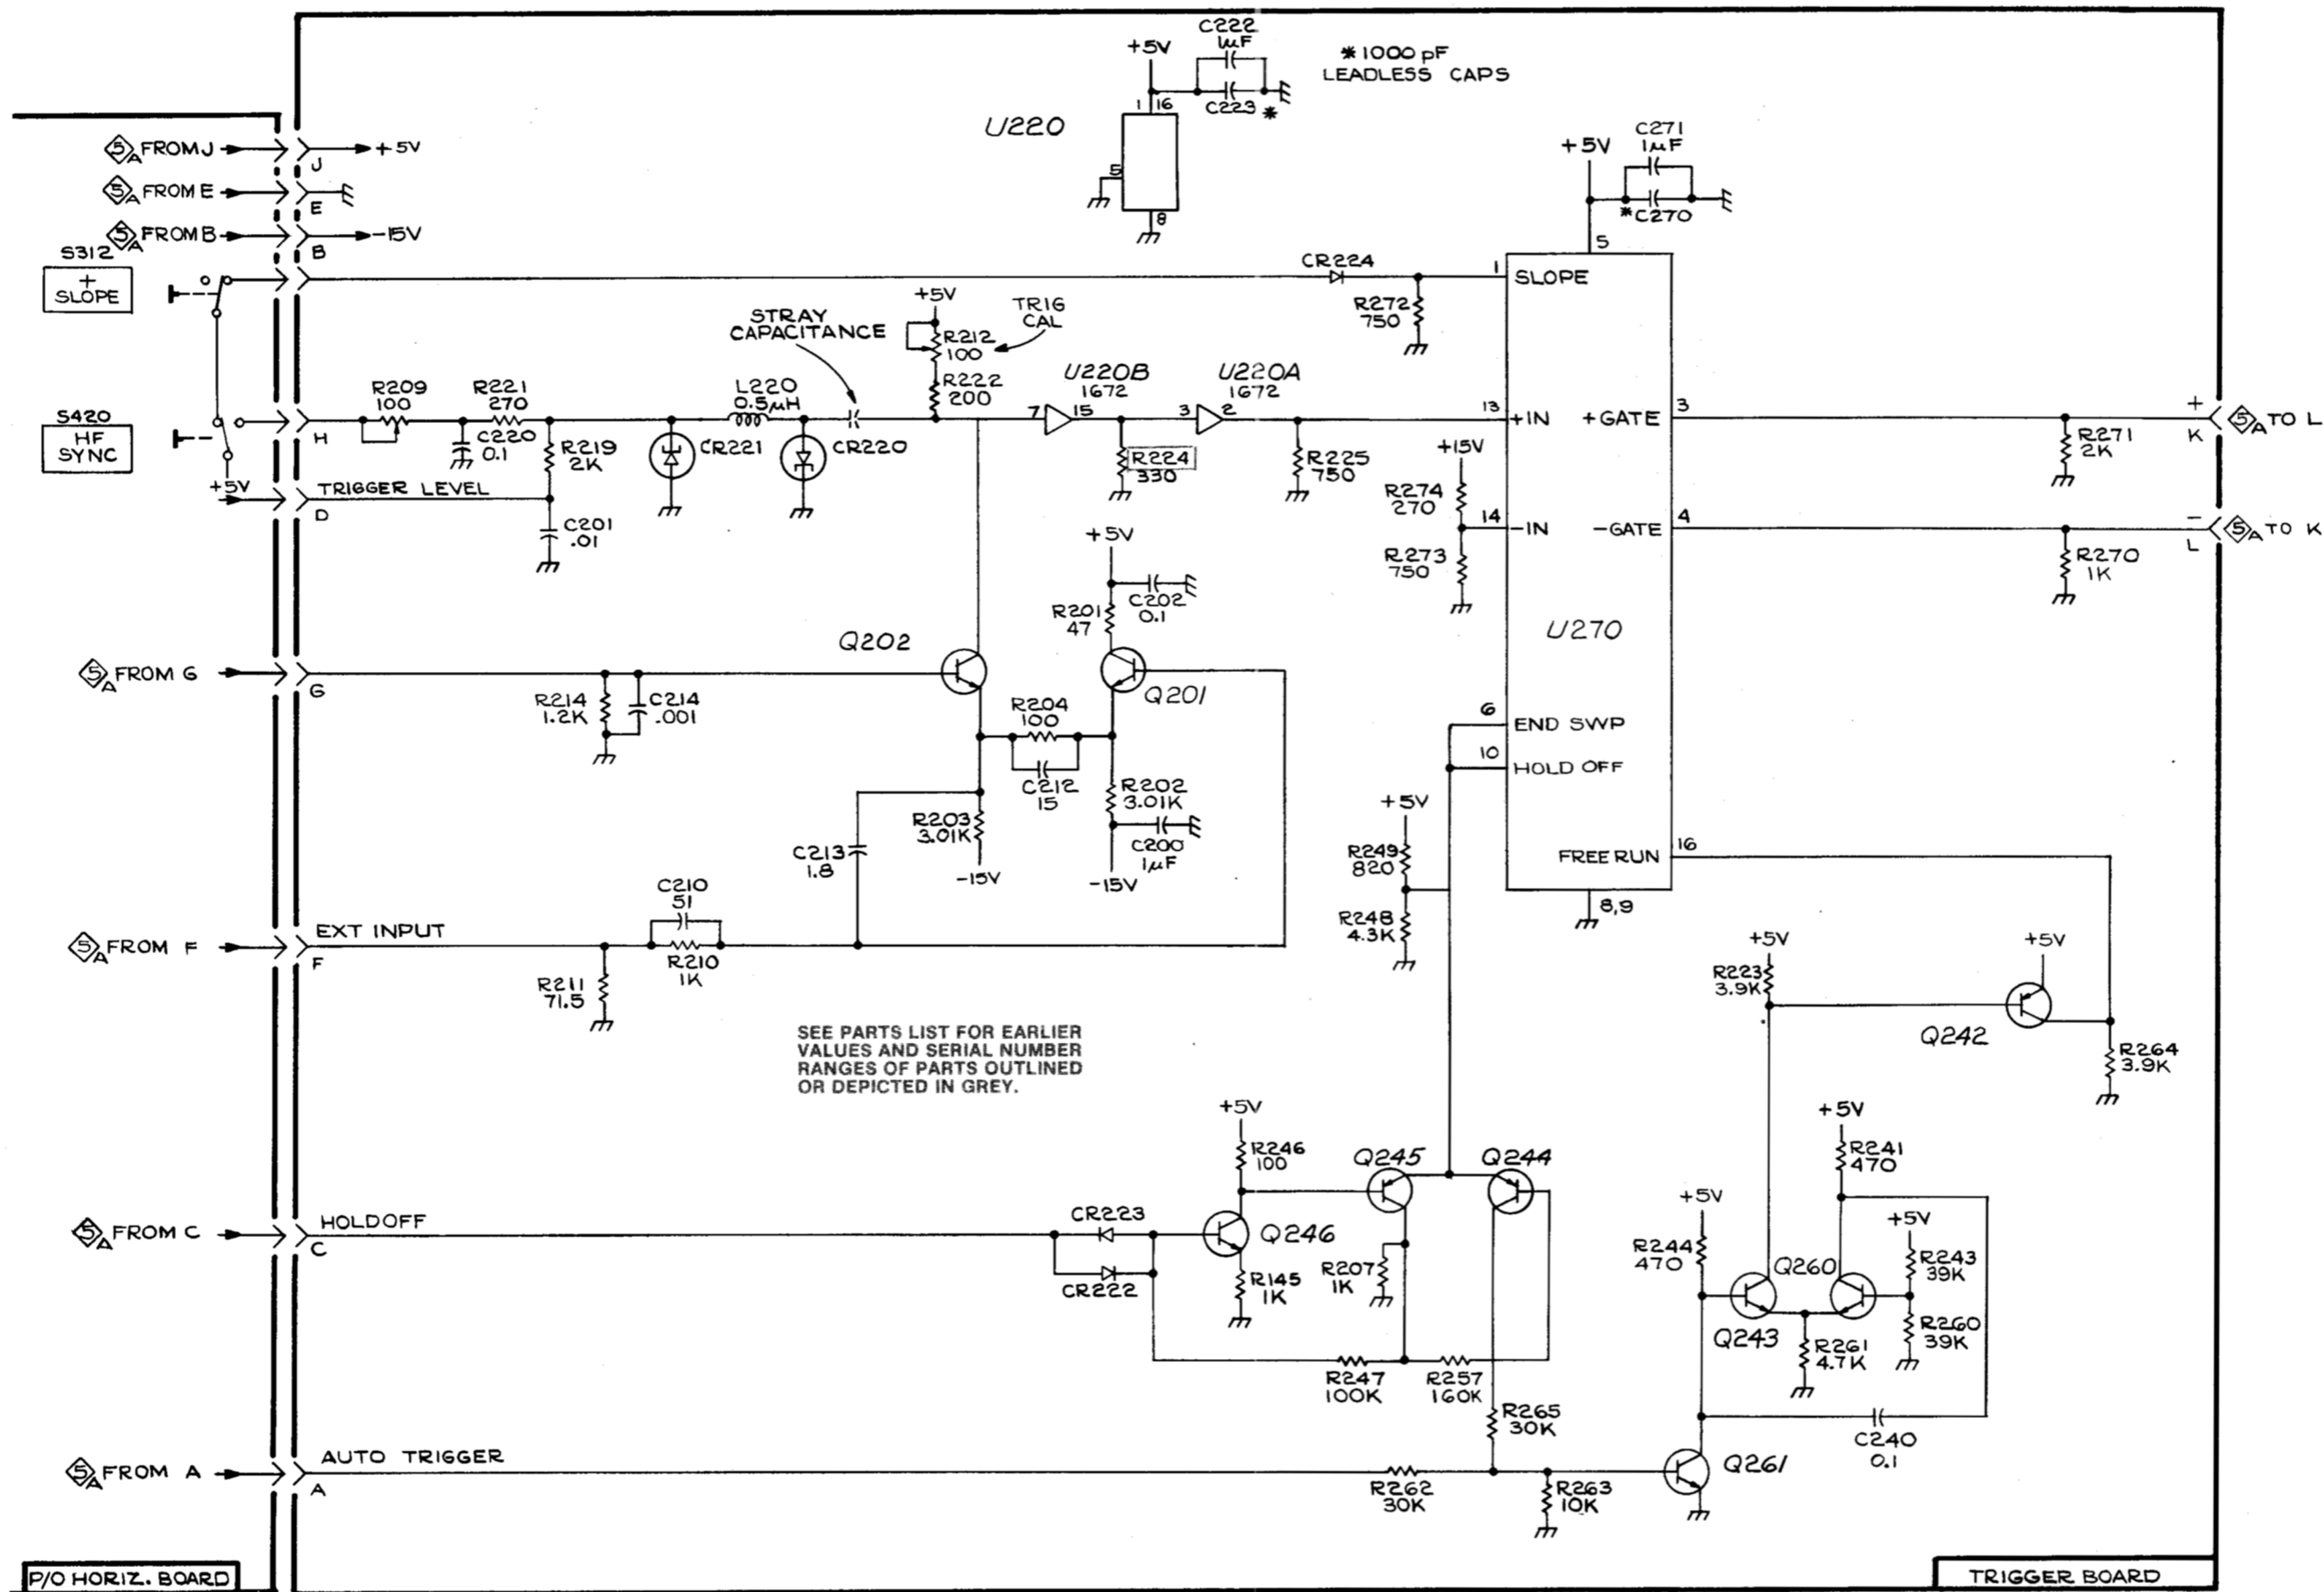 C222
1µF
+5V
* 1000 pF
LEADLESS CAPS
1 16
C223 *
U220
5
8
C271
1µF
+5V
*C270
5
5 A FROM J
J
+5V
5 A FROM E
E
5 A FROM B
B
-15V
S312
+
SLOPE
CR224
1
SLOPE
R272
750
+5V
TRIG
CAL
STRAY
CAPACITANCE
R212
100
R222
200
U220B
1672
U220A
1672
R209
100
R221
270
L220
0.5µH
7
15
3
2
13
+IN
+GATE
3
+
K
5 A TO L
S420
HF
SYNC
H
C220
0.1
R219
2K
CR221
CR220
R224
330
R225
750
+15V
R271
2K
+5V
TRIGGER LEVEL
D
R274
270
C201
.01
14
-IN
-GATE
4
-
L
5 A TO K
+5V
R273
750
R270
1K
C202
0.1
R201
47
U270
Q202
5 A FROM G
G
R214
1.2K
C214
.001
R204
100
Q201
6
END SWP
10
HOLD OFF
C212
15
R202
3.01K
R203
3.01K
C200
1µF
C213
1.8
-15V
-15V
+5V
R249
820
FREE RUN
16
C210
51
8,9
R248
4.3K
EXT INPUT
5 A FROM F
F
R210
1K
R211
71.5
+5V
+5V
R223
3.9K
Q242
R264
3.9K
SEE PARTS LIST FOR EARLIER
VALUES AND SERIAL NUMBER
RANGES OF PARTS OUTLINED
OR DEPICTED IN GREY.
+5V
+5V
R246
100
Q245
Q244
R241
470
+5V
+5V
HOLDOFF
5 A FROM C
C
CR223
Q246
R244
470
R243
39K
CR222
R145
1K
R207
1K
Q260
Q243
R261
4.7K
R260
39K
R247
100K
R257
160K
R265
30K
C240
0.1
AUTO TRIGGER
5 A FROM A
A
R262
30K
R263
10K
Q261
P/O HORIZ. BOARD
TRIGGER BOARD